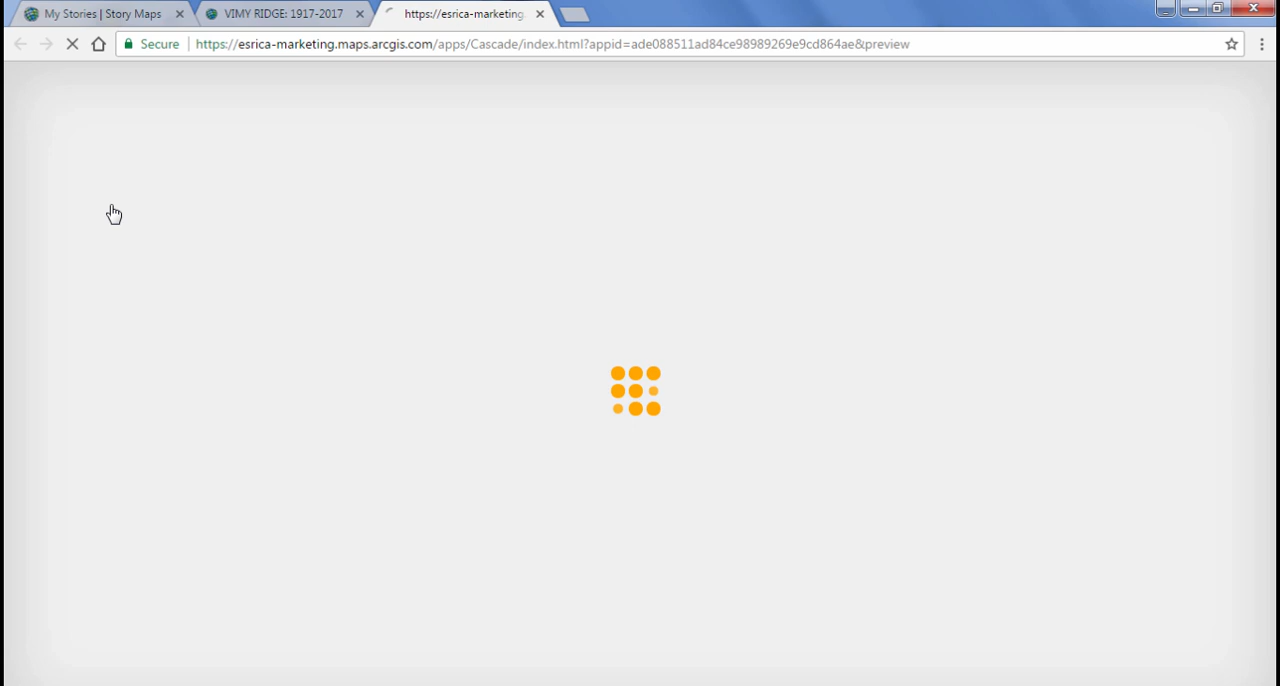 My Stories | Story Maps
VIMY RIDGE: 1917-2017
https://esrica-marketing.
Secure
https://esrica-marketing.maps.arcgis.com/apps/Cascade/index.html?appid=ade088511ad84ce98989269e9cd864ae&preview